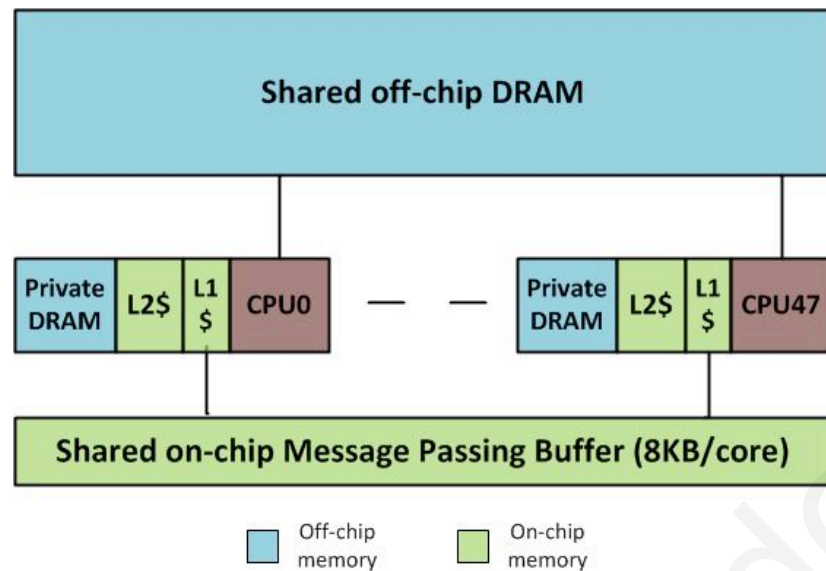 Shared off-chip DRAM
Private
DRAM
L2$
L1
$
CPU0
Private
DRAM
L2$
L1
$
CPU47
Shared on-chip Message Passing Buffer (8KB/core)
Off-chip
memory
On-chip
memory